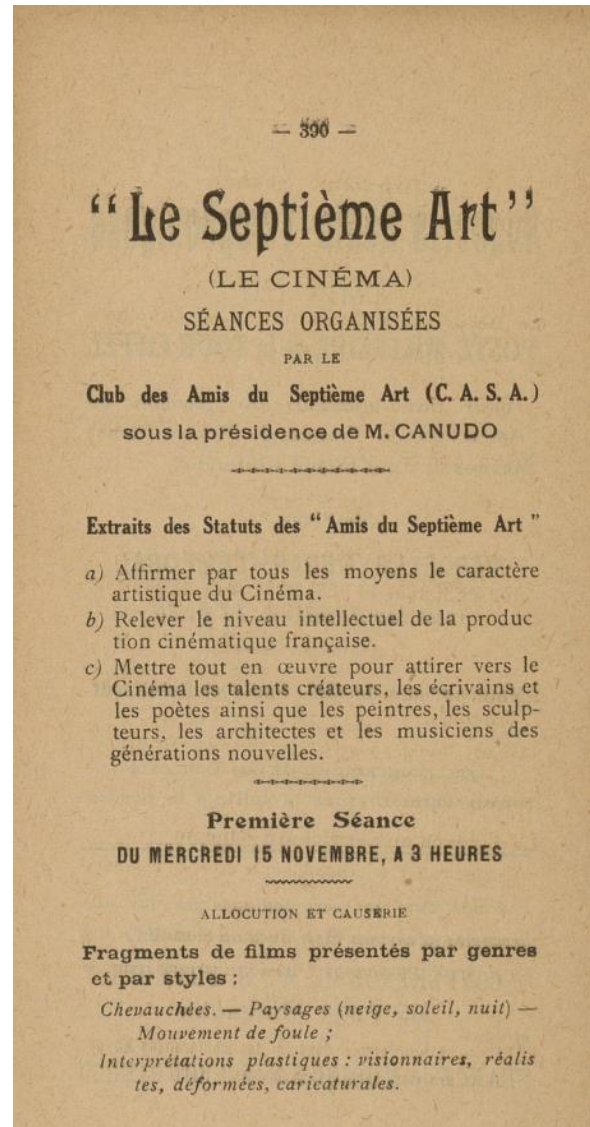 — 390 —
“Le Septième Art”
(LE CINÉMA)
SÉANCES ORGANISÉES
PAR LE
Club des Amis du Septième Art (C. A. S. A.)
sous la présidence de M. CANUDO
Extraits des Statuts des “Amis du Septième Art”
a) Affirmer par tous les moyens le caractère
artistique du Cinéma.
b) Relever le niveau intellectuel de la produc
tion cinématique française.
c) Mettre tout en œuvre pour attirer vers le
Cinéma les talents créateurs, les écrivains et
les poètes ainsi que les peintres, les sculp-
teurs, les architectes et les musiciens des
générations nouvelles.
Première Séance
DU MERCREDI 15 NOVEMBRE, A 3 HEURES
ALLOCUTION ET CAUSERIE
Fragments de films présentés par genres
et par styles :
Chevauchées. — Paysages (neige, soleil, nuit) —
Mouvement de foule ;
Interprétations plastiques : visionnaires, réalis
tes, déformées, caricaturales.